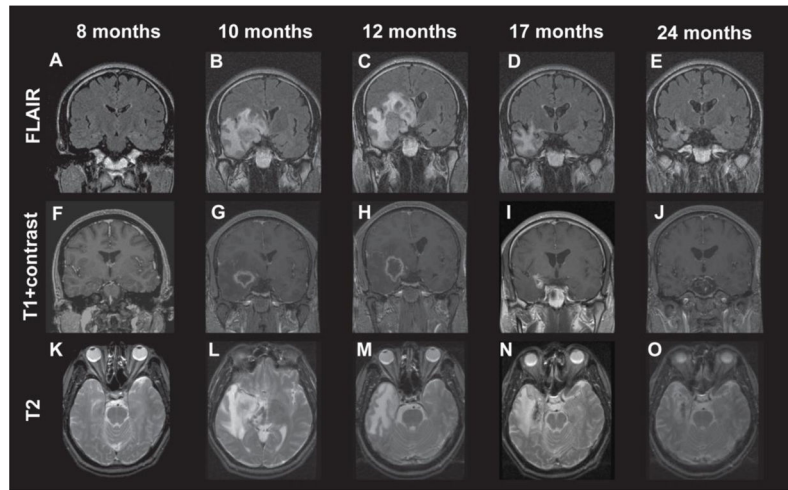 8 months 10 months 12 months 17 months 24 months
FLAIR
A B C D E
T1+contrast
F G H I J
T2
K L M N O